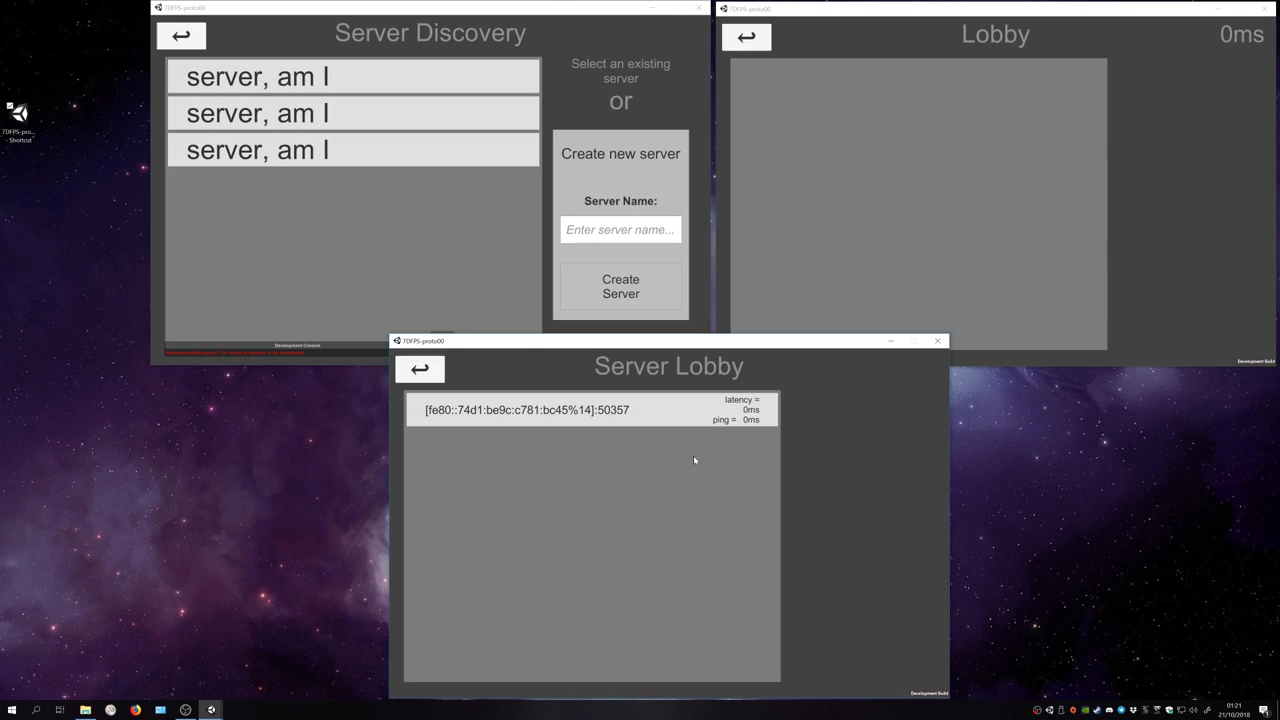 7DFPS-proto00
Server Discovery
server, am I
server, am I
server, am I
Select an existing
server
or
Create new server
Server Name:
Enter server name...
Create
Server
Development Console
7DFPS-proto00
Lobby
0ms
Development Build
7DFPS-pro...
- Shortcut
7DFPS-proto00
Server Lobby
[fe80::74d1:be9c:c781:bc45%14]:50357
latency =
0ms
ping = 0ms
Development Build
01:21
21/10/2018